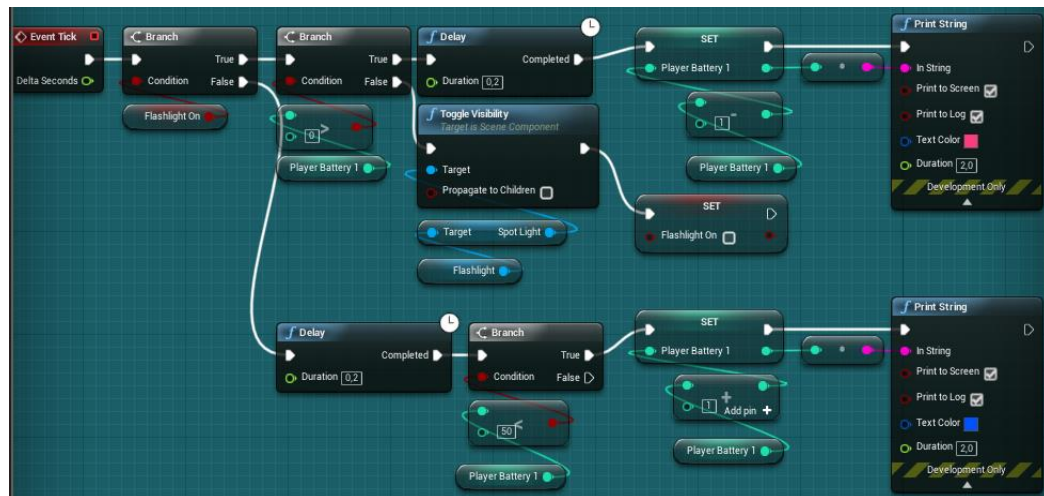 Event Tick
Delta Seconds
Branch
True
Condition
False
Flashlight On
Branch
True
Condition
False
0
>
Player Battery 1
f Delay
Completed
Duration 0,2
f Toggle Visibility
Target is Scene Component
Target
Propagate to Children
Target Spot Light
Flashlight
SET
Player Battery 1
1
-
Player Battery 1
SET
Flashlight On
f Print String
In String
Print to Screen
Print to Log
Text Color
Duration 2,0
Development Only
f Delay
Completed
Duration 0,2
Branch
True
Condition
False
50
<
Player Battery 1
SET
Player Battery 1
+
1
Add pin +
Player Battery 1
f Print String
In String
Print to Screen
Print to Log
Text Color
Duration 2,0
Development Only